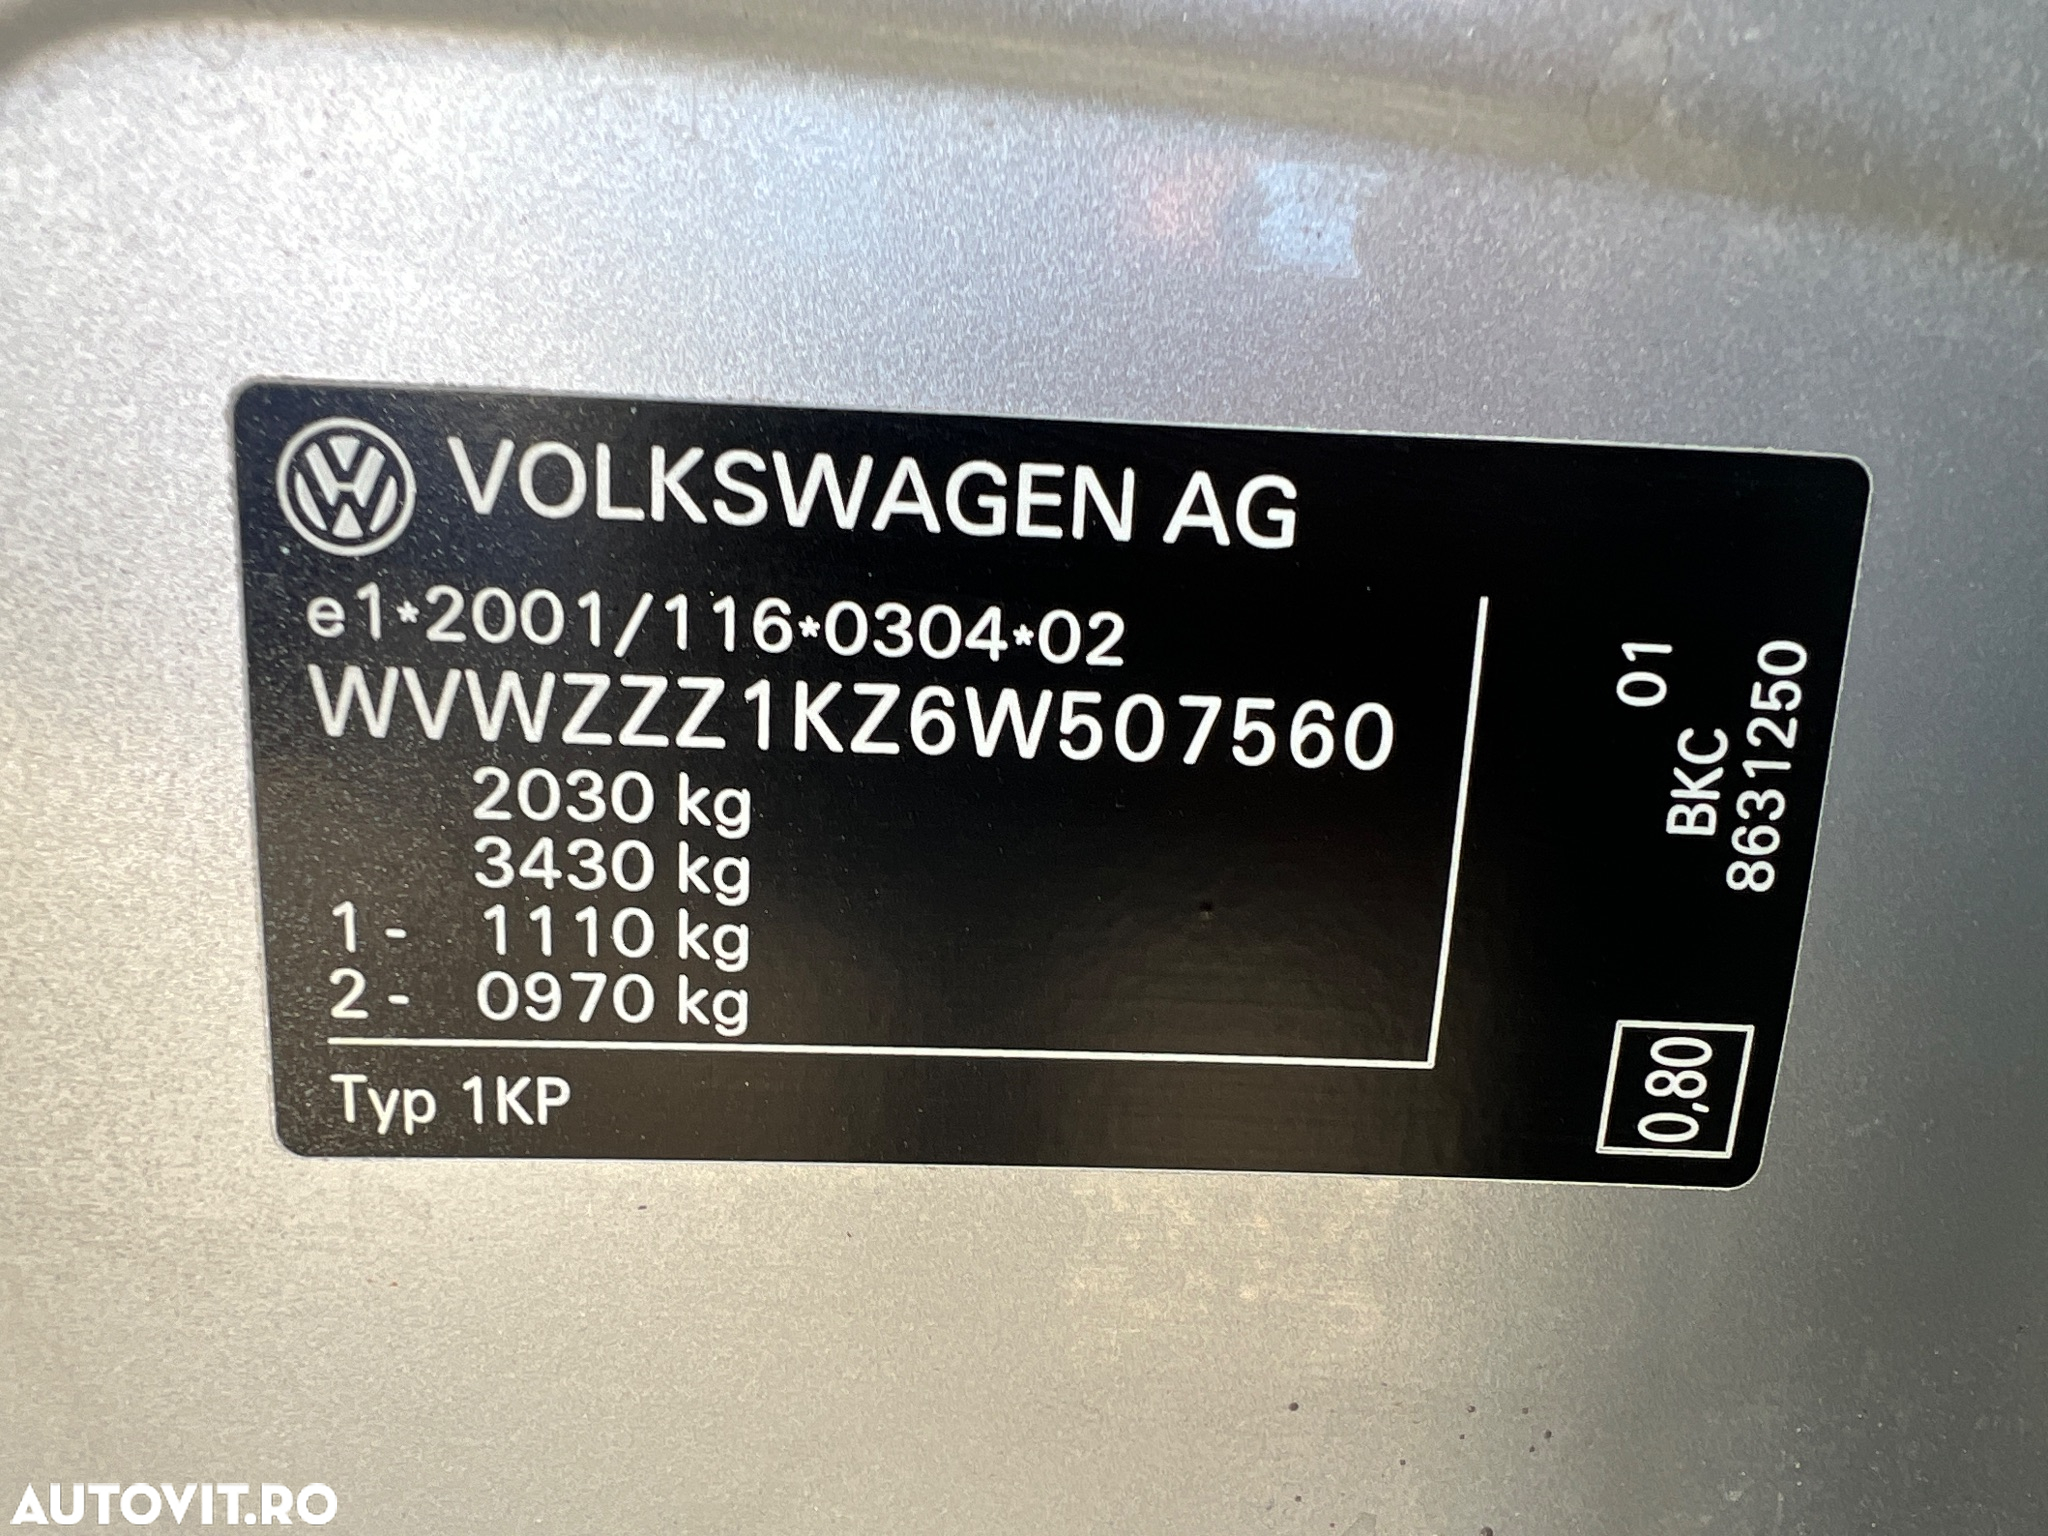 VOLKSWAGEN AG
e1*2001/116*0304*02
WVWZZZ1KZ6W507560
2030 kg
3430 kg
1 - 1110 kg
2 - 0970 kg
Typ 1KP
01
BKC
8631250
0,80
AUTOVIT.RO